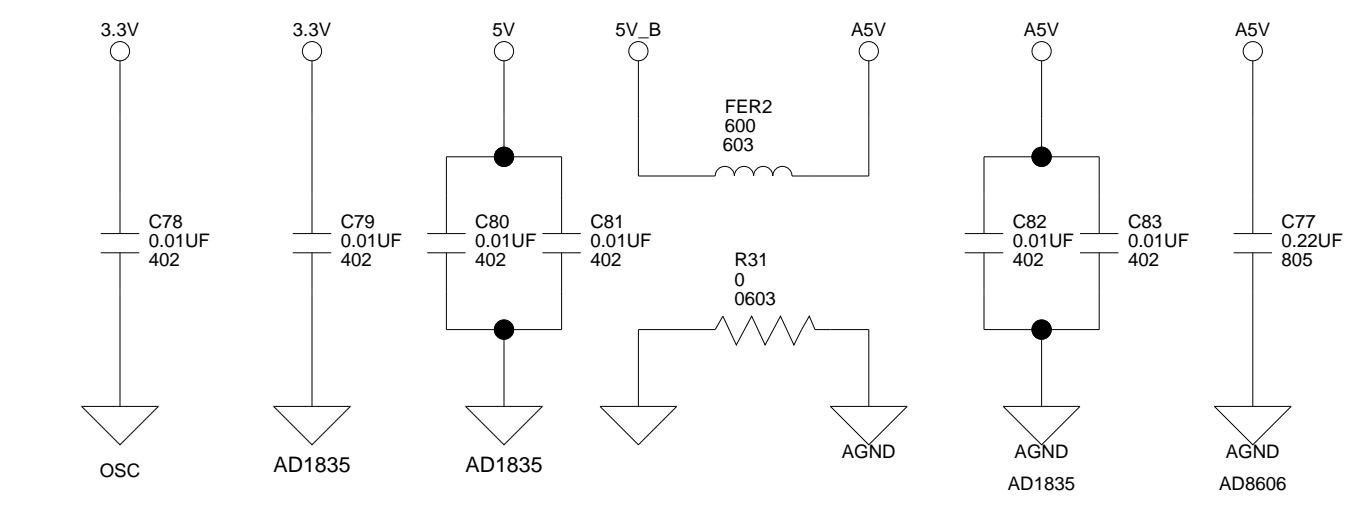 3.3V
3.3V
5V
5V_B
A5V
A5V
A5V
FER2
600
603
C78
0.01UF
402
C79
0.01UF
402
C80
0.01UF
402
C81
0.01UF
402
C82
0.01UF
402
C83
0.01UF
402
C77
0.22UF
805
R31
0
0603
OSC
AD1835
AD1835
AGND
AGND
AD1835
AGND
AD8606